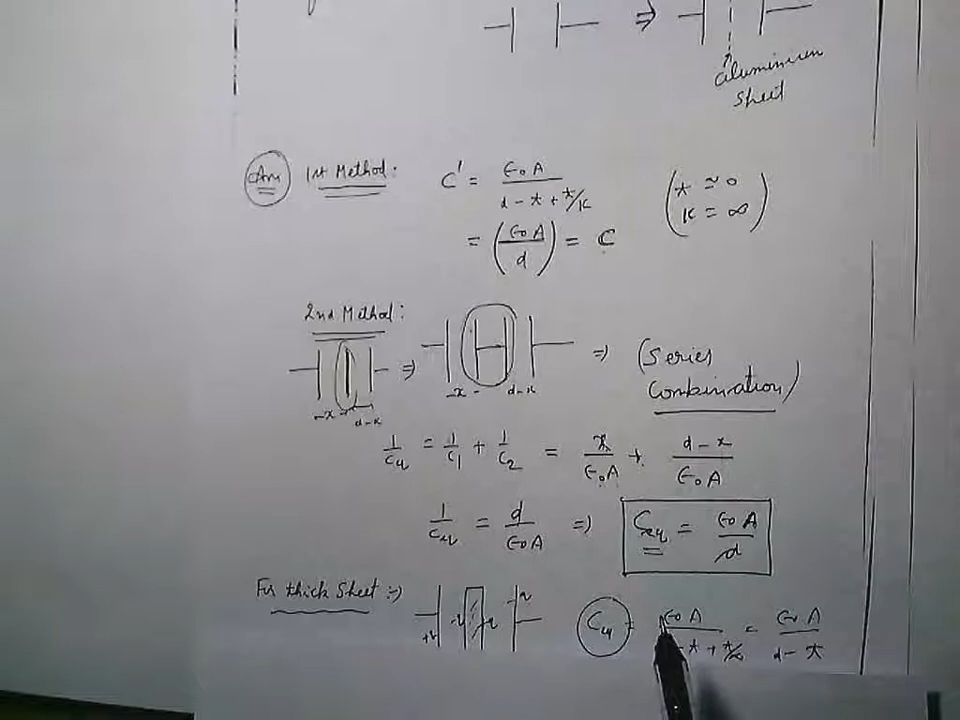 aluminium
sheet
Ans 1st Method: C' = ε₀A / (d - t + t/K) (t ≃ 0
K = ∞)
= (ε₀A / d) = C
2nd Method:
⇒ ⇒ (Series
Combination)
x d-x x d-x
1/Ceq = 1/C₁ + 1/C₂ = x/ε₀A + (d-x)/ε₀A
1/Ceq = d/ε₀A ⇒ Ceq = ε₀A/d
For thick Sheet :→ Ceq = ε₀A / - t + t/∞ = ε₀A / (d - t)